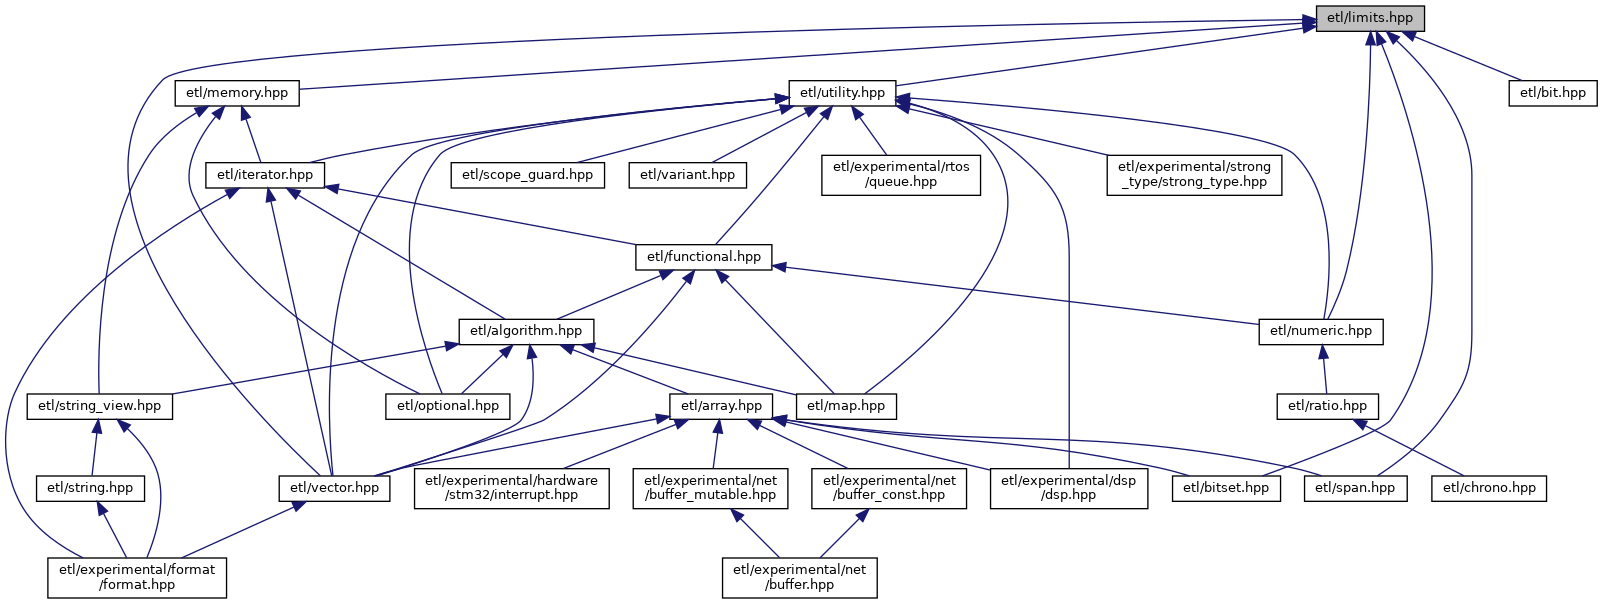 etl/limits.hpp
etl/memory.hpp
etl/utility.hpp
etl/bit.hpp
etl/iterator.hpp
etl/scope_guard.hpp
etl/variant.hpp
etl/experimental/rtos
/queue.hpp
etl/experimental/strong
_type/strong_type.hpp
etl/functional.hpp
etl/algorithm.hpp
etl/numeric.hpp
etl/string_view.hpp
etl/optional.hpp
etl/array.hpp
etl/map.hpp
etl/ratio.hpp
etl/string.hpp
etl/vector.hpp
etl/experimental/hardware
/stm32/interrupt.hpp
etl/experimental/net
/buffer_mutable.hpp
etl/experimental/net
/buffer_const.hpp
etl/experimental/dsp
/dsp.hpp
etl/bitset.hpp
etl/span.hpp
etl/chrono.hpp
etl/experimental/format
/format.hpp
etl/experimental/net
/buffer.hpp